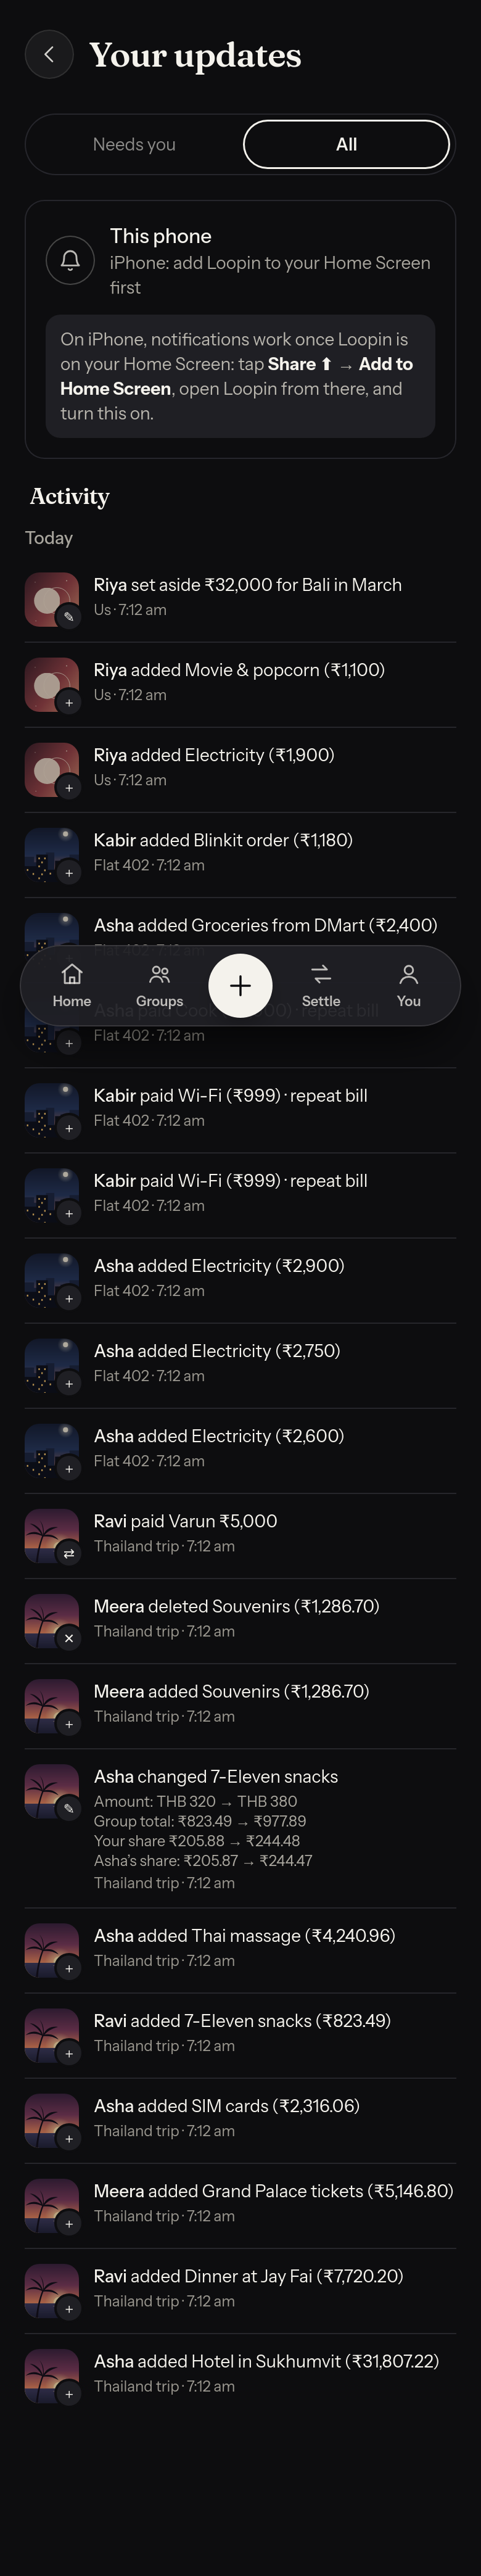 Your updates
Needs you
All
This phone
iPhone: add Loopin to your Home Screen
first
On iPhone, notifications work once Loopin is
on your Home Screen: tap Share ⬆ → Add to
Home Screen, open Loopin from there, and
turn this on.
Activity
Today
Riya set aside ₹32,000 for Bali in March
Us · 7:12 am
Riya added Movie & popcorn (₹1,100)
Us · 7:12 am
Riya added Electricity (₹1,900)
Us · 7:12 am
Kabir added Blinkit order (₹1,180)
Flat 402 · 7:12 am
Asha added Groceries from DMart (₹2,400)
Flat 402 · 7:12 am
Home
Groups
Settle
You
Asha paid Cook · repeat bill
Flat 402 · 7:12 am
Kabir paid Wi-Fi (₹999) · repeat bill
Flat 402 · 7:12 am
Kabir paid Wi-Fi (₹999) · repeat bill
Flat 402 · 7:12 am
Asha added Electricity (₹2,900)
Flat 402 · 7:12 am
Asha added Electricity (₹2,750)
Flat 402 · 7:12 am
Asha added Electricity (₹2,600)
Flat 402 · 7:12 am
Ravi paid Varun ₹5,000
Thailand trip · 7:12 am
Meera deleted Souvenirs (₹1,286.70)
Thailand trip · 7:12 am
Meera added Souvenirs (₹1,286.70)
Thailand trip · 7:12 am
Asha changed 7-Eleven snacks
Amount: THB 320 → THB 380
Group total: ₹823.49 → ₹977.89
Your share ₹205.88 → ₹244.48
Asha's share: ₹205.87 → ₹244.47
Thailand trip · 7:12 am
Asha added Thai massage (₹4,240.96)
Thailand trip · 7:12 am
Ravi added 7-Eleven snacks (₹823.49)
Thailand trip · 7:12 am
Asha added SIM cards (₹2,316.06)
Thailand trip · 7:12 am
Meera added Grand Palace tickets (₹5,146.80)
Thailand trip · 7:12 am
Ravi added Dinner at Jay Fai (₹7,720.20)
Thailand trip · 7:12 am
Asha added Hotel in Sukhumvit (₹31,807.22)
Thailand trip · 7:12 am